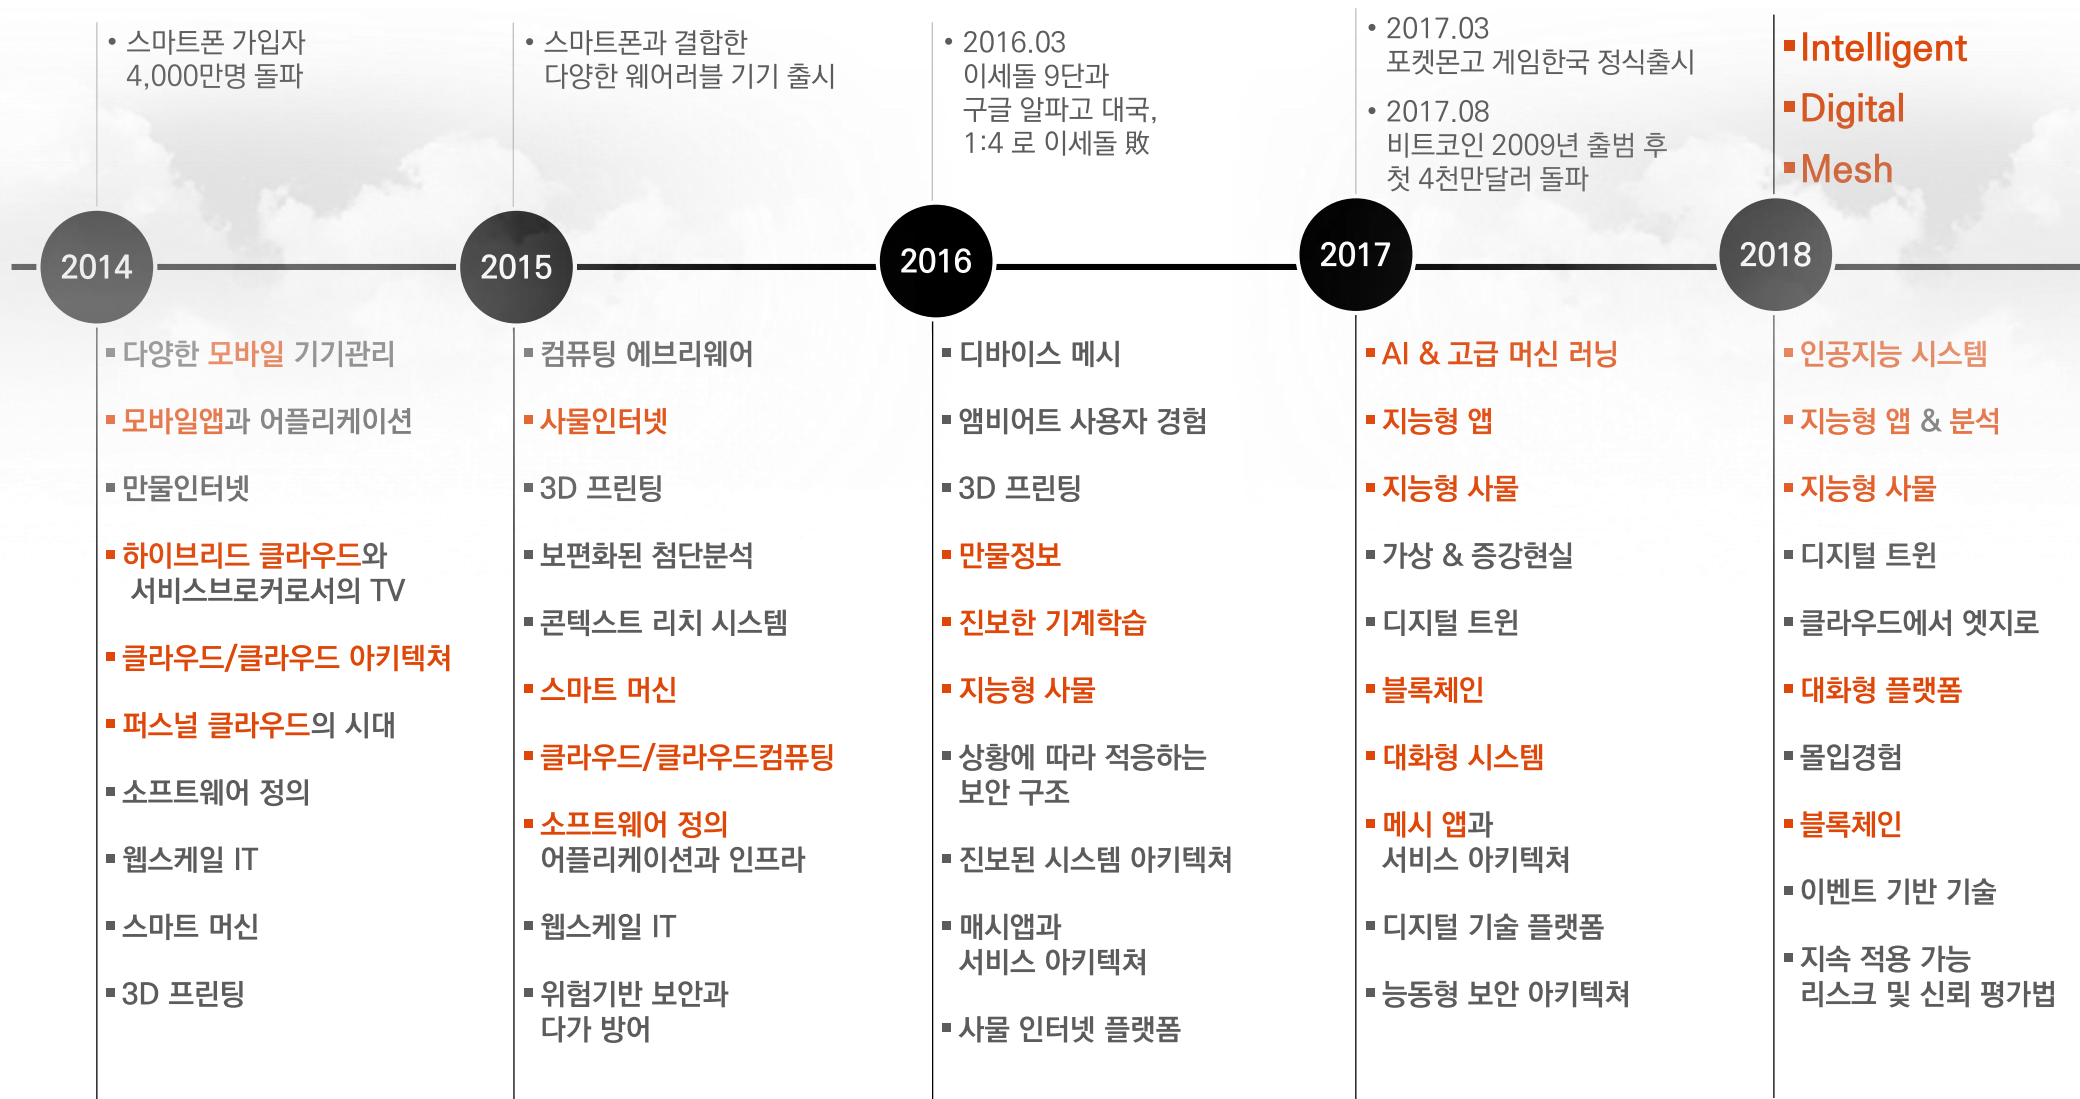 • 스마트폰 가입자
4,000만명 돌파
• 스마트폰과 결합한
다양한 웨어러블 기기 출시
• 2016.03
이세돌 9단과
구글 알파고 대국,
1:4 로 이세돌 敗
• 2017.03
포켓몬고 게임한국 정식출시
• 2017.08
비트코인 2009년 출범 후
첫 4천만달러 돌파
▪ Intelligent
▪ Digital
▪ Mesh
2014
2015
2016
2017
2018
▪ 다양한 모바일 기기관리
▪ 모바일앱과 어플리케이션
▪ 만물인터넷
▪ 하이브리드 클라우드와
서비스브로커로서의 TV
▪ 클라우드/클라우드 아키텍쳐
▪ 퍼스널 클라우드의 시대
▪ 소프트웨어 정의
▪ 웹스케일 IT
▪ 스마트 머신
▪ 3D 프린팅
▪ 컴퓨팅 에브리웨어
▪ 사물인터넷
▪ 3D 프린팅
▪ 보편화된 첨단분석
▪ 콘텍스트 리치 시스템
▪ 스마트 머신
▪ 클라우드/클라우드컴퓨팅
▪ 소프트웨어 정의
어플리케이션과 인프라
▪ 웹스케일 IT
▪ 위험기반 보안과
다가 방어
▪ 디바이스 메시
▪ 앰비어트 사용자 경험
▪ 3D 프린팅
▪ 만물정보
▪ 진보한 기계학습
▪ 지능형 사물
▪ 상황에 따라 적응하는
보안 구조
▪ 진보된 시스템 아키텍쳐
▪ 매시앱과
서비스 아키텍쳐
▪ 사물 인터넷 플랫폼
▪ AI & 고급 머신 러닝
▪ 지능형 앱
▪ 지능형 사물
▪ 가상 & 증강현실
▪ 디지털 트윈
▪ 블록체인
▪ 대화형 시스템
▪ 메시 앱과
서비스 아키텍쳐
▪ 디지털 기술 플랫폼
▪ 능동형 보안 아키텍쳐
▪ 인공지능 시스템
▪ 지능형 앱 & 분석
▪ 지능형 사물
▪ 디지털 트윈
▪ 클라우드에서 엣지로
▪ 대화형 플랫폼
▪ 몰입경험
▪ 블록체인
▪ 이벤트 기반 기술
▪ 지속 적용 가능
리스크 및 신뢰 평가법